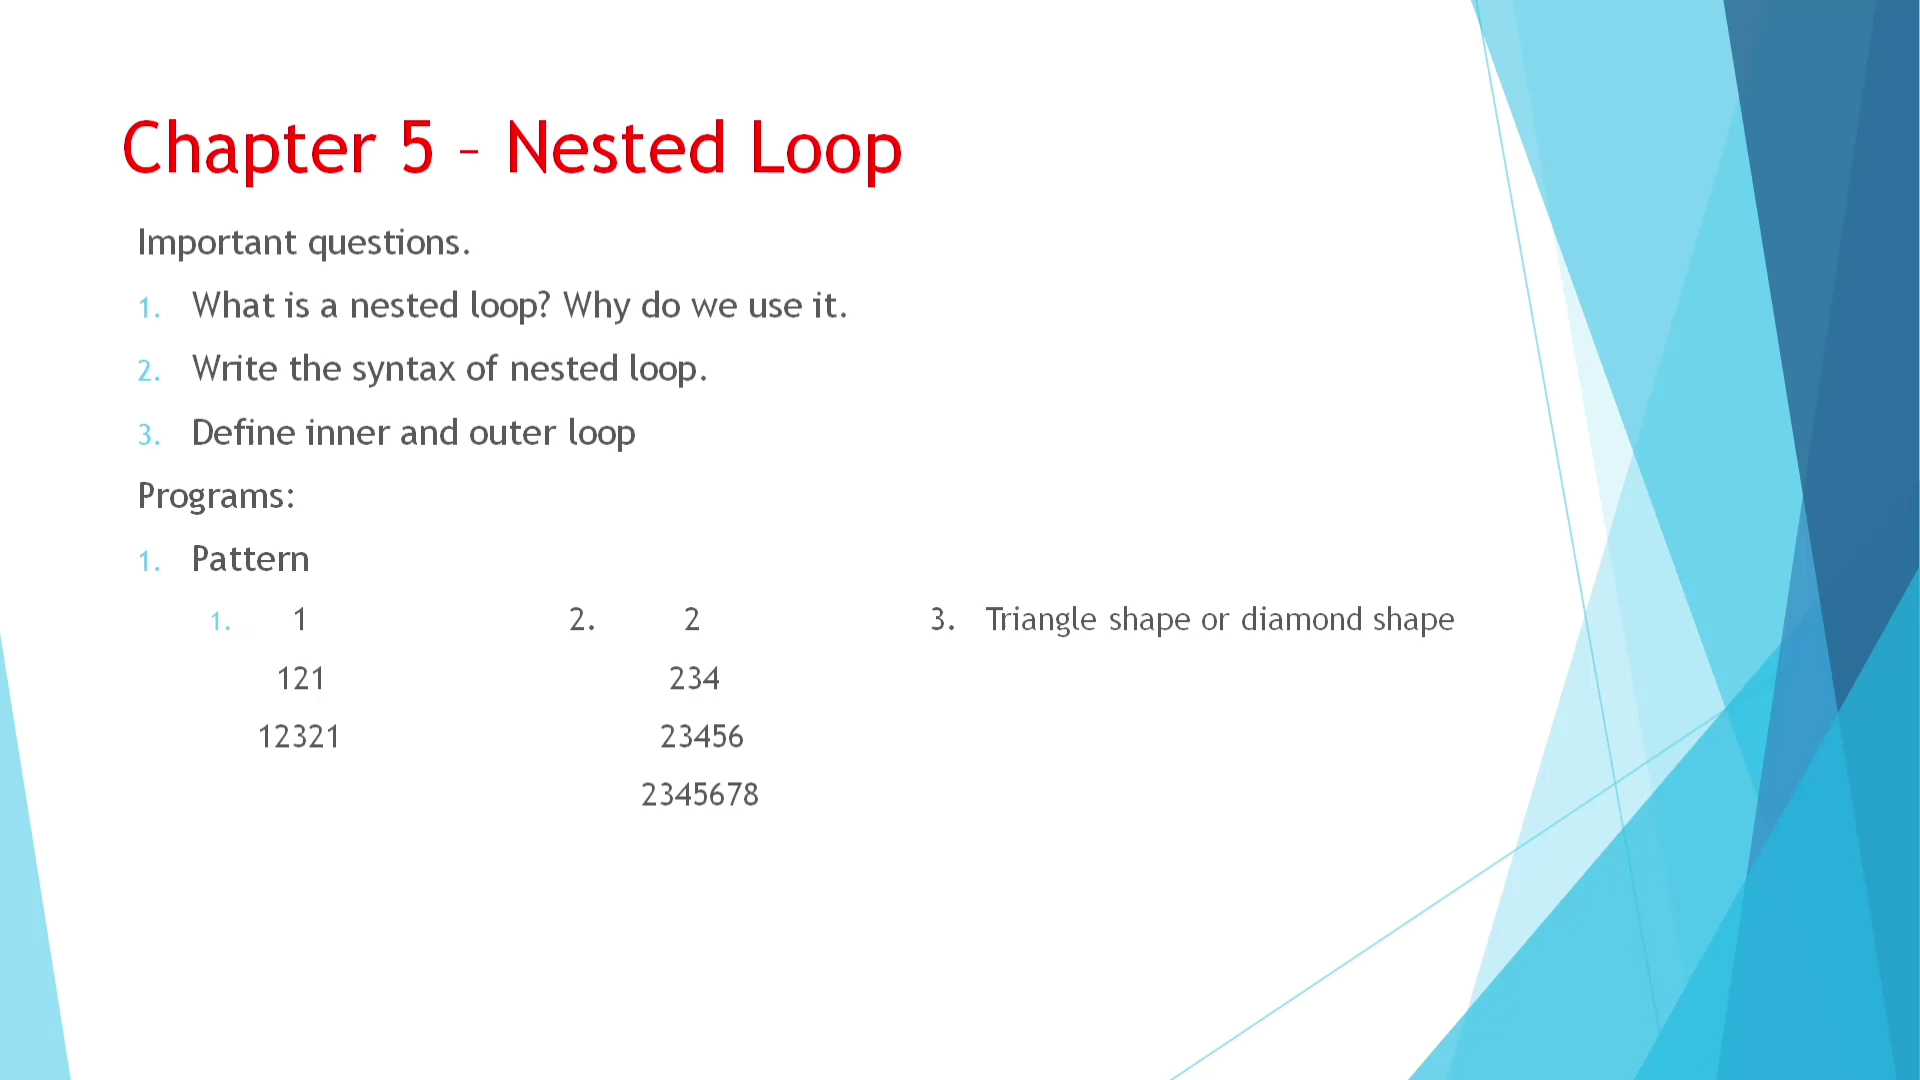 Chapter 5 – Nested Loop
Important questions.
1. What is a nested loop? Why do we use it.
2. Write the syntax of nested loop.
3. Define inner and outer loop
Programs:
1. Pattern
1. 1 2. 2 3. Triangle shape or diamond shape
121 234
12321 23456
2345678